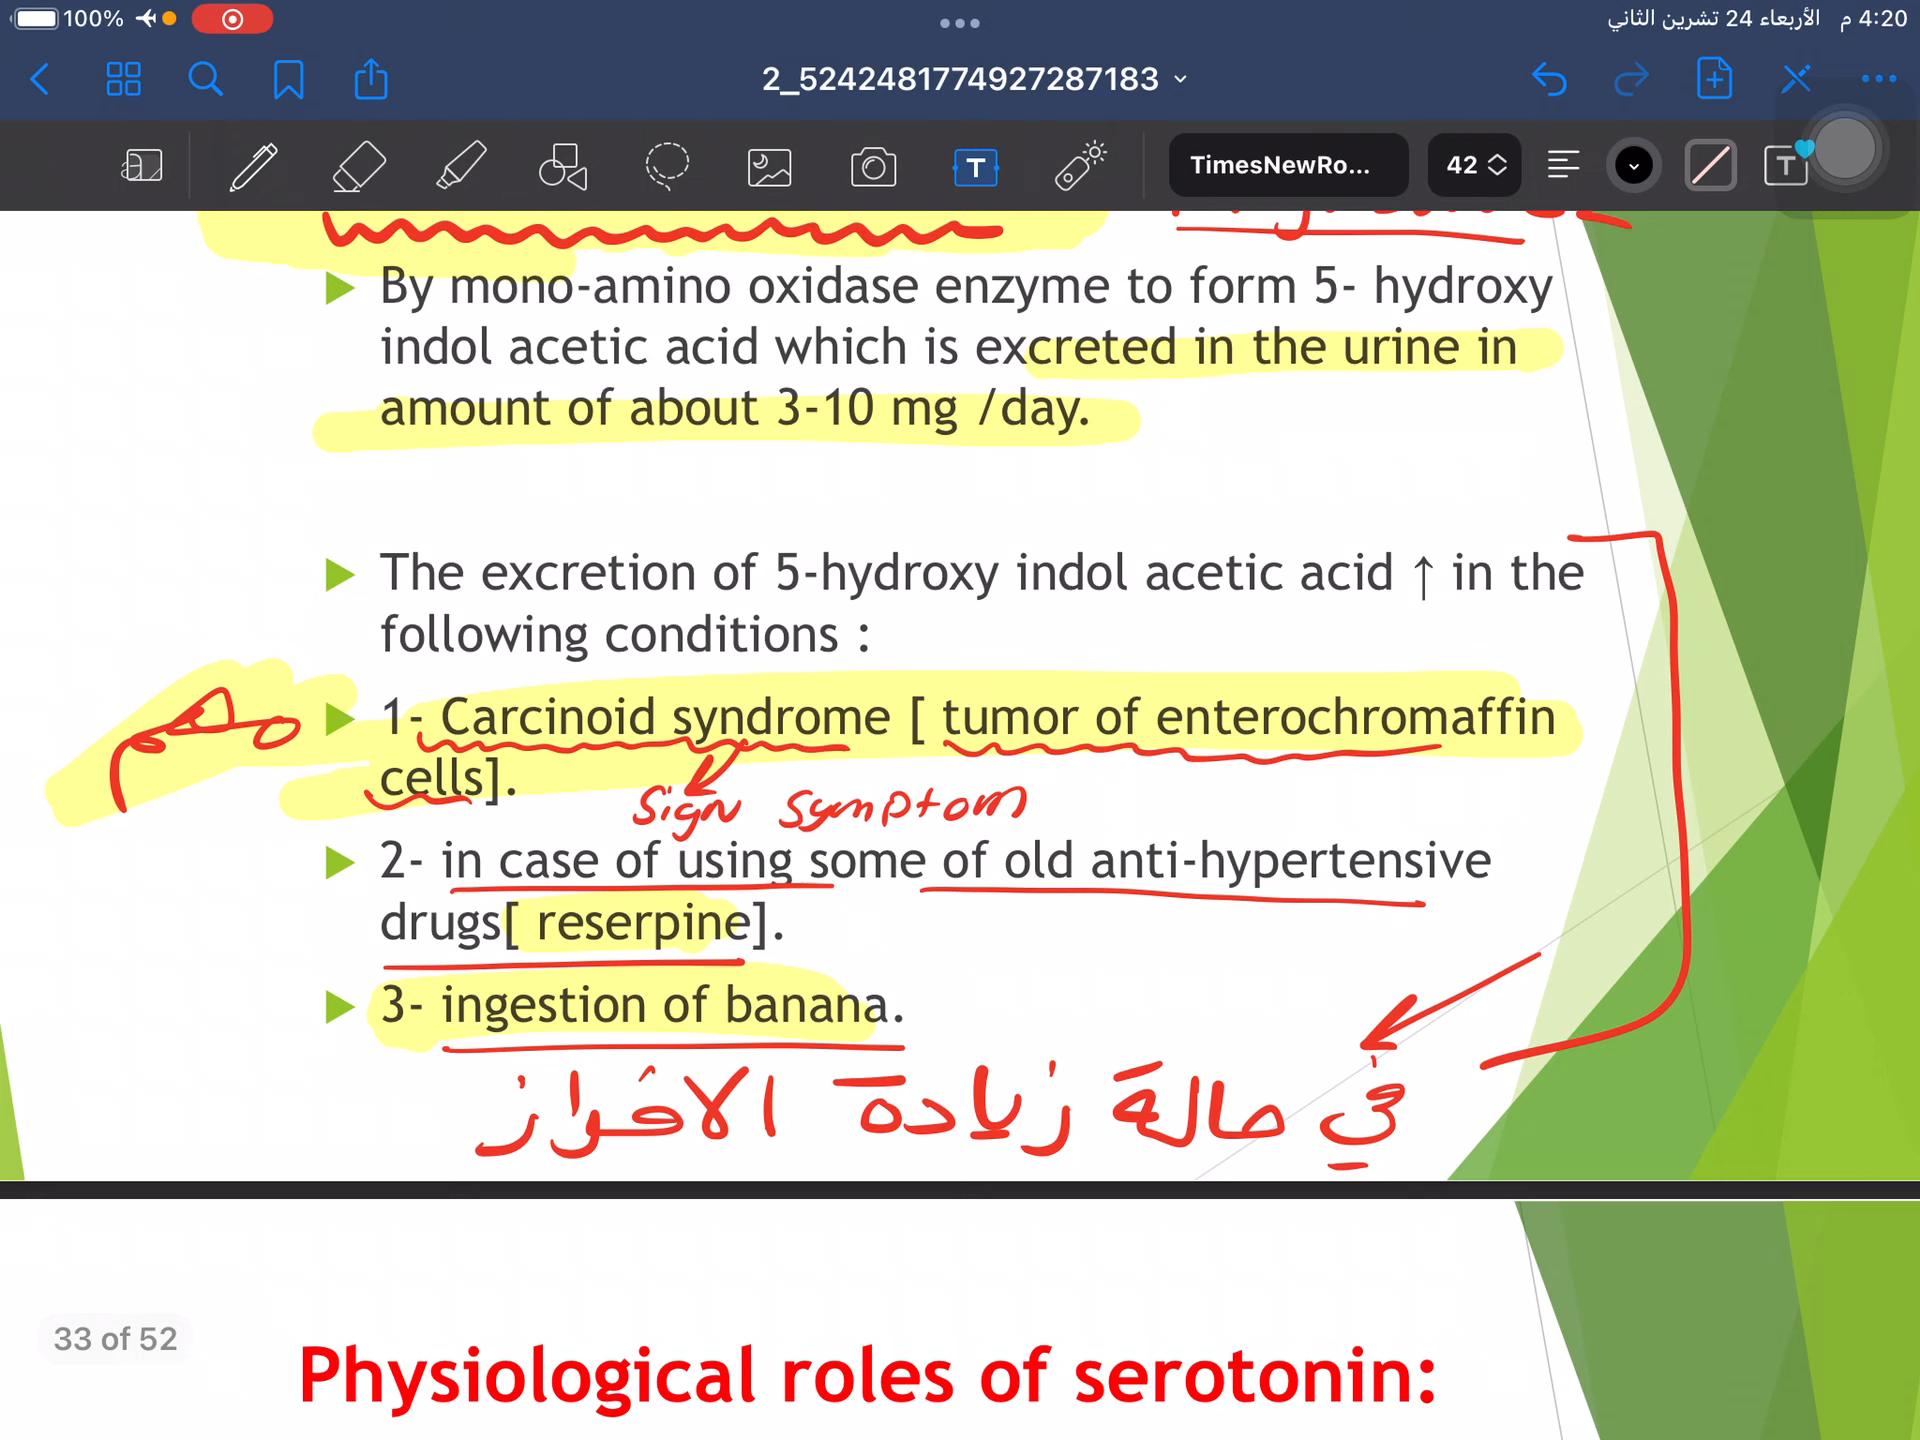 100%
4:20 م الأربعاء 24 تشرين الثاني
2_5242481774927287183
TimesNewRo...
42
By mono-amino oxidase enzyme to form 5- hydroxy
indol acetic acid which is excreted in the urine in
amount of about 3-10 mg /day.
The excretion of 5-hydroxy indol acetic acid ↑ in the
following conditions :
1- Carcinoid syndrome [ tumor of enterochromaffin
cells].
Sign symptom
2- in case of using some of old anti-hypertensive
drugs[ reserpine].
3- ingestion of banana.
في حالة زيادة الافراز
33 of 52
Physiological roles of serotonin: